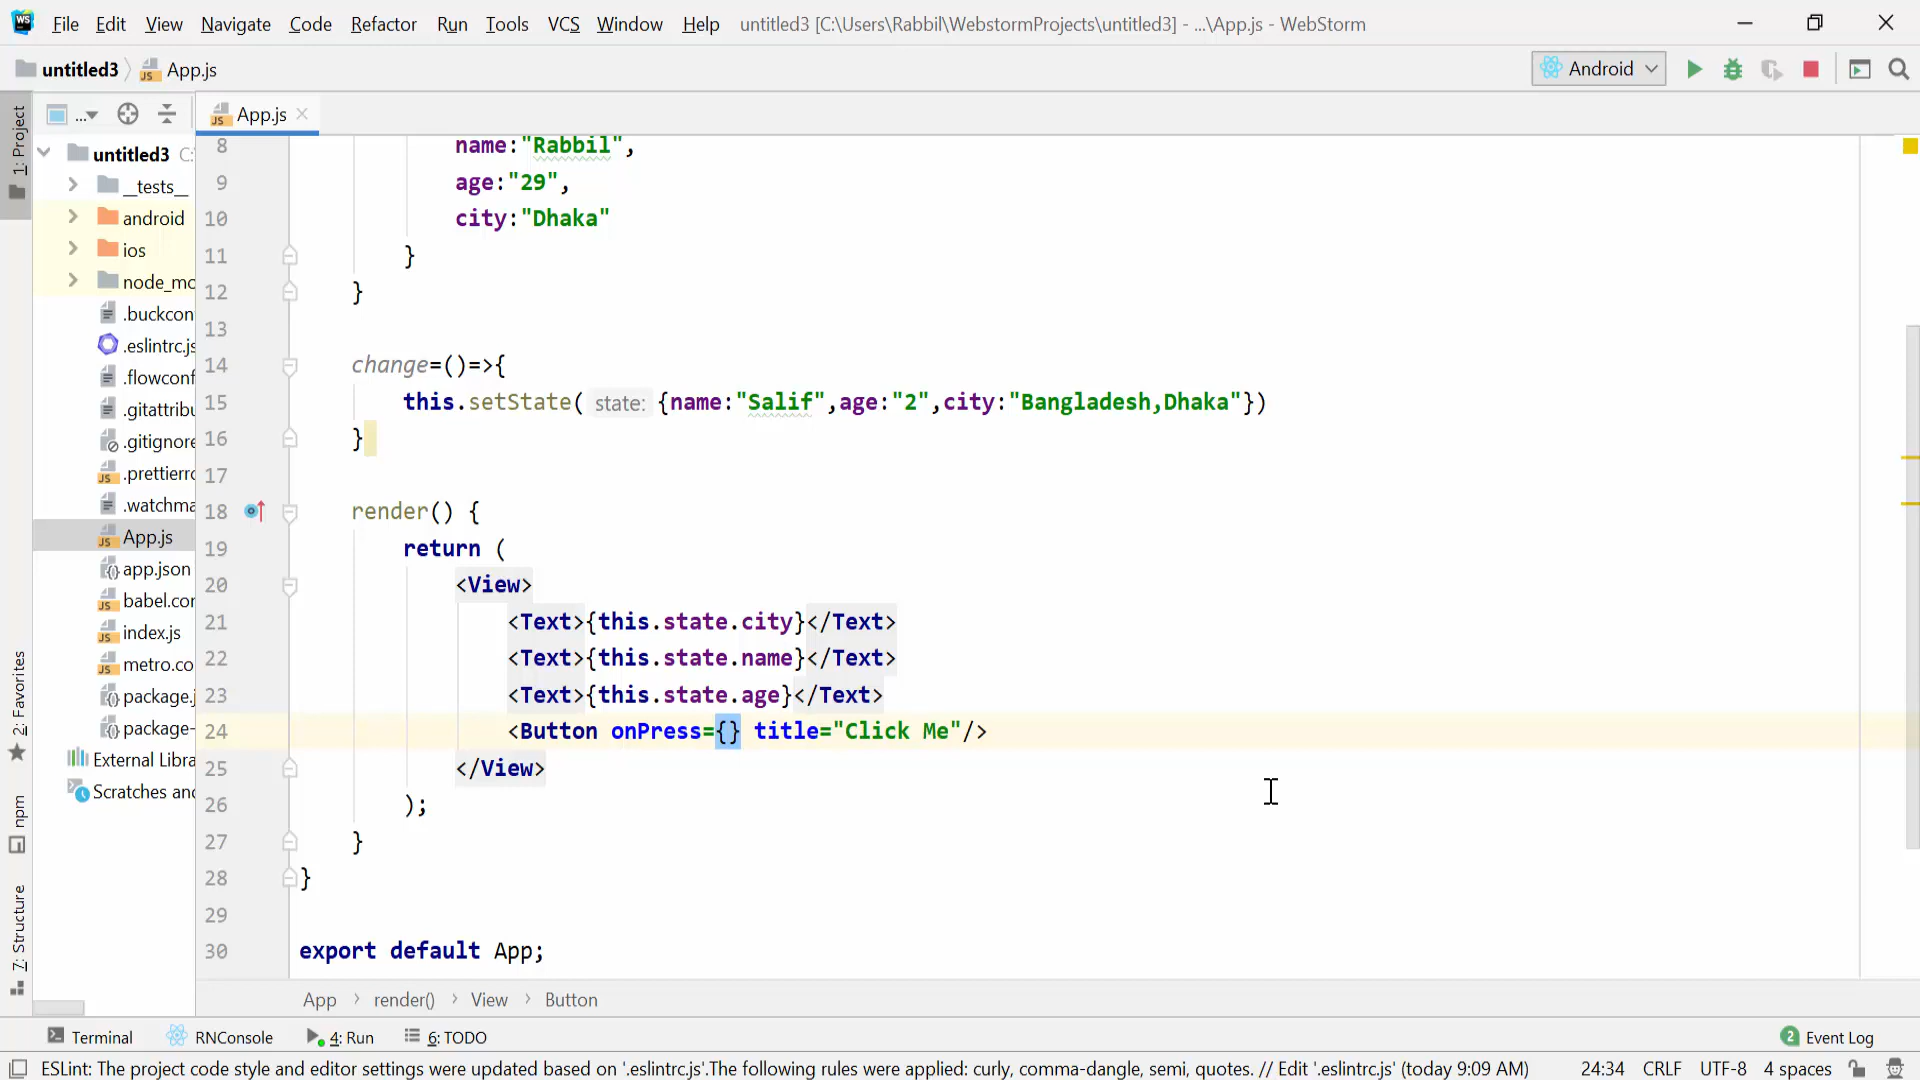 File Edit View Navigate Code Refactor Run Tools VCS Window Help untitled3 [C:\Users\Rabbil\WebstormProjects\untitled3] - ...\App.js - WebStorm
untitled3 App.js Android
1: Project
... App.js
untitled3 C:
__tests__
android
ios
node_mo
.buckcon
.eslintrc.js
.flowconf
.gitattribu
.gitignore
.prettierrc
.watchma
App.js
app.json
babel.con
index.js
metro.co
package.j
package-
External Libra
Scratches and
8 name:"Rabbil",
9 age:"29",
10 city:"Dhaka"
11 }
12 }
13
14 change=()=>{
15 this.setState( state: {name:"Salif",age:"2",city:"Bangladesh,Dhaka"})
16 }
17
18 render() {
19 return (
20 <View>
21 <Text>{this.state.city}</Text>
22 <Text>{this.state.name}</Text>
23 <Text>{this.state.age}</Text>
24 <Button onPress={} title="Click Me"/>
25 </View>
26 );
27 }
28 }
29
30 export default App;
2: Favorites
npm
7: Structure
App render() View Button
Terminal RNConsole 4: Run 6: TODO 2 Event Log
ESLint: The project code style and editor settings were updated based on '.eslintrc.js'.The following rules were applied: curly, comma-dangle, semi, quotes. // Edit '.eslintrc.js' (today 9:09 AM) 24:34 CRLF UTF-8 4 spaces